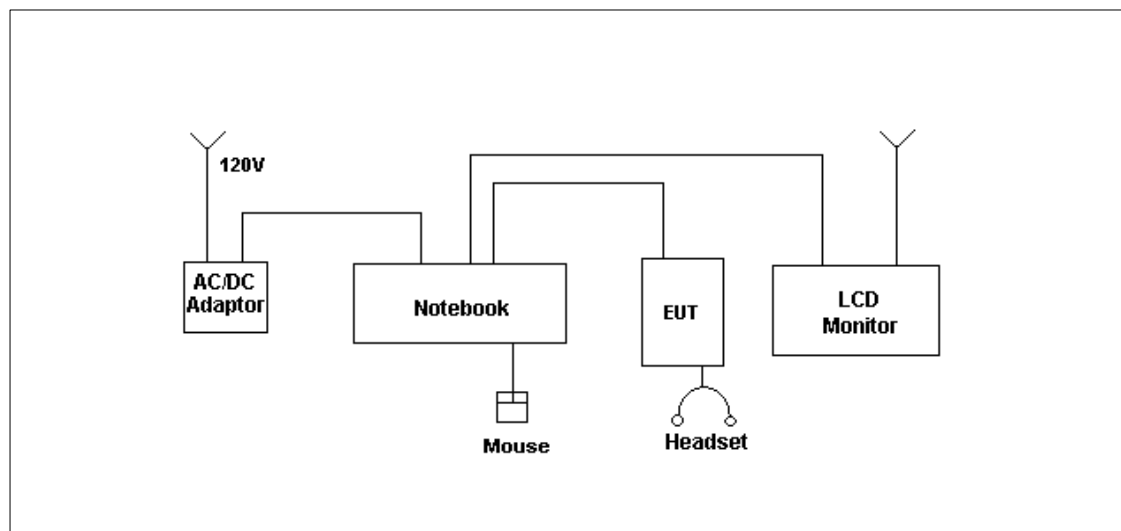 120V
AC/DC
Adaptor
Notebook
EUT
LCD
Monitor
Mouse
Headset